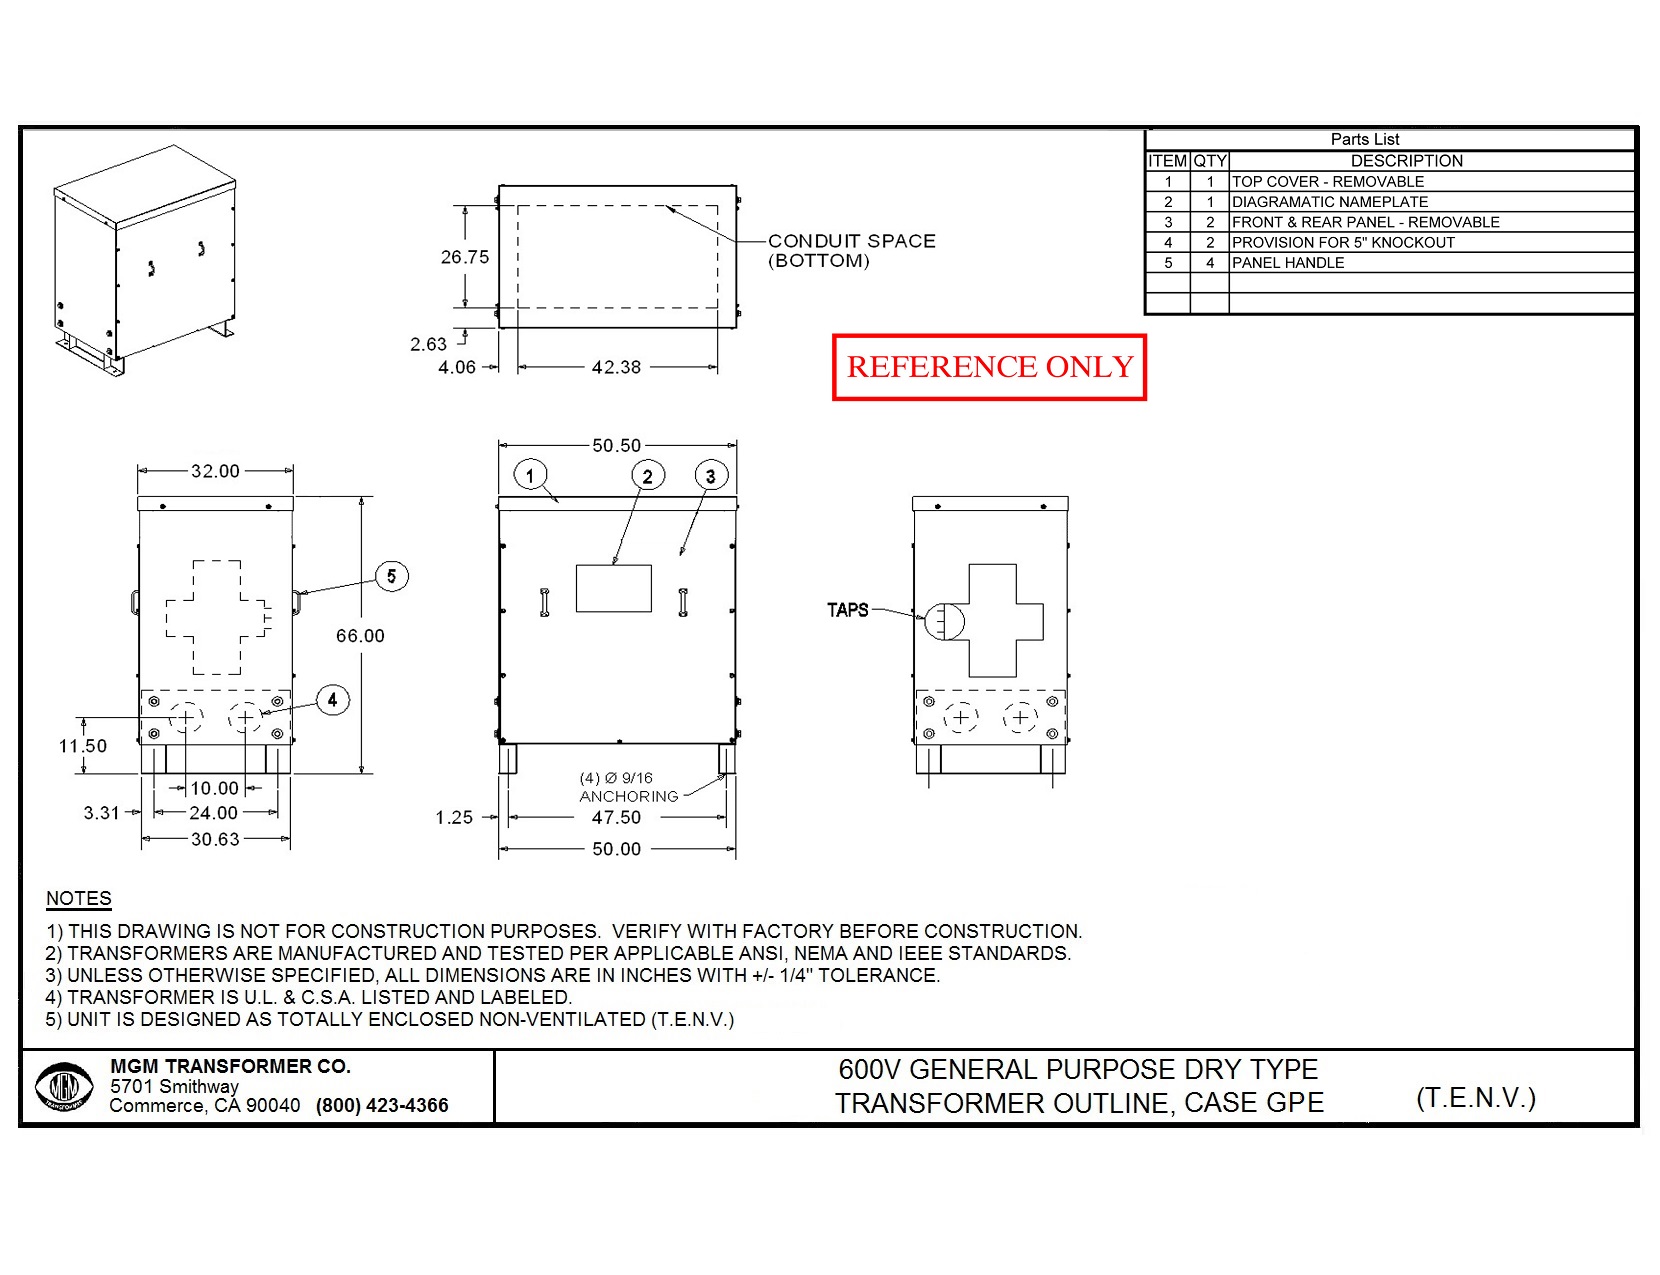 Parts List
ITEM QTY DESCRIPTION
1 1 TOP COVER - REMOVABLE
2 1 DIAGRAMATIC NAMEPLATE
3 2 FRONT & REAR PANEL - REMOVABLE
4 2 PROVISION FOR 5" KNOCKOUT
5 4 PANEL HANDLE
26.75
CONDUIT SPACE
(BOTTOM)
2.63
4.06
42.38
REFERENCE ONLY
32.00
5
66.00
4
11.50
10.00
3.31
24.00
30.63
50.50
1
2
3
(4) Ø 9/16
ANCHORING
1.25
47.50
50.00
TAPS
NOTES
1) THIS DRAWING IS NOT FOR CONSTRUCTION PURPOSES. VERIFY WITH FACTORY BEFORE CONSTRUCTION.
2) TRANSFORMERS ARE MANUFACTURED AND TESTED PER APPLICABLE ANSI, NEMA AND IEEE STANDARDS.
3) UNLESS OTHERWISE SPECIFIED, ALL DIMENSIONS ARE IN INCHES WITH +/- 1/4" TOLERANCE.
4) TRANSFORMER IS U.L. & C.S.A. LISTED AND LABELED.
5) UNIT IS DESIGNED AS TOTALLY ENCLOSED NON-VENTILATED (T.E.N.V.)
MGM
MGM TRANSFORMER CO.
5701 Smithway
Commerce, CA 90040 (800) 423-4366
600V GENERAL PURPOSE DRY TYPE
TRANSFORMER OUTLINE, CASE GPE
(T.E.N.V.)